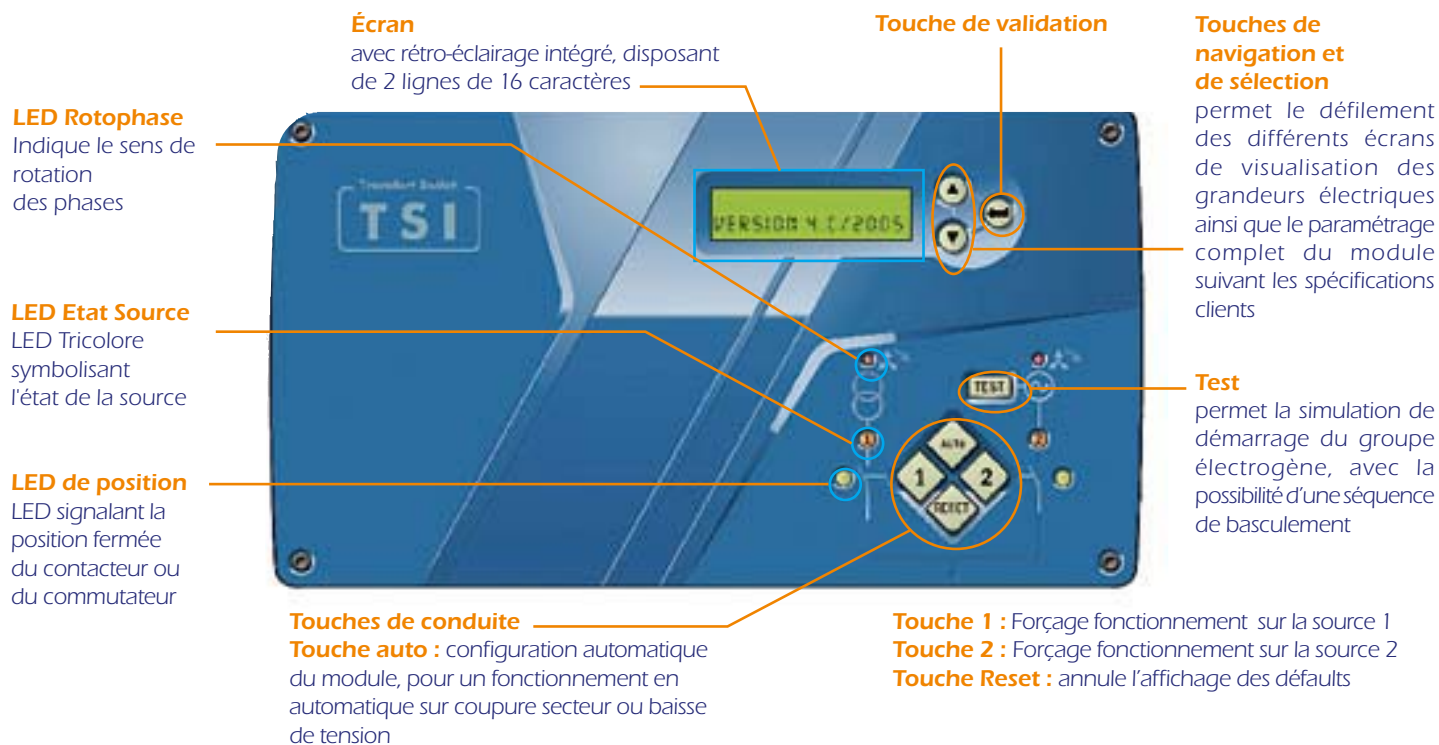 Écran
avec rétro-éclairage intégré, disposant
de 2 lignes de 16 caractères
Touche de validation
Touches de
navigation et
de sélection
permet le défilement
des différents écrans
de visualisation des
grandeurs électriques
ainsi que le paramétrage
complet du module
suivant les spécifications
clients
LED Rotophase
Indique le sens de
rotation
des phases
TSI
VERSION 4.C/2005
LED Etat Source
LED Tricolore
symbolisant
l'état de la source
Test
permet la simulation de
démarrage du groupe
électrogène, avec la
possibilité d'une séquence
de basculement
TEST
1
2
AUTO
1
2
RESET
LED de position
LED signalant la
position fermée
du contacteur ou
du commutateur
Touches de conduite
Touche auto : configuration automatique
du module, pour un fonctionnement en
automatique sur coupure secteur ou baisse
de tension
Touche 1 : Forçage fonctionnement sur la source 1
Touche 2 : Forçage fonctionnement sur la source 2
Touche Reset : annule l'affichage des défaults